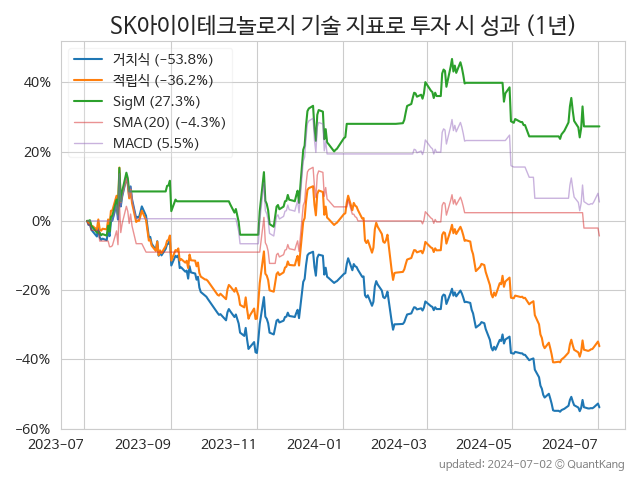 SK아이이테크놀로지 기술 지표로 투자 시 성과 (1년)
거치식 (−53.8%)
적립식 (−36.2%)
SigM (27.3%)
SMA(20) (−4.3%)
MACD (5.5%)
40%
20%
0%
−20%
−40%
−60%
2023-07 2023-09 2023-11 2024-01 2024-03 2024-05 2024-07
updated: 2024-07-02 © QuantKang